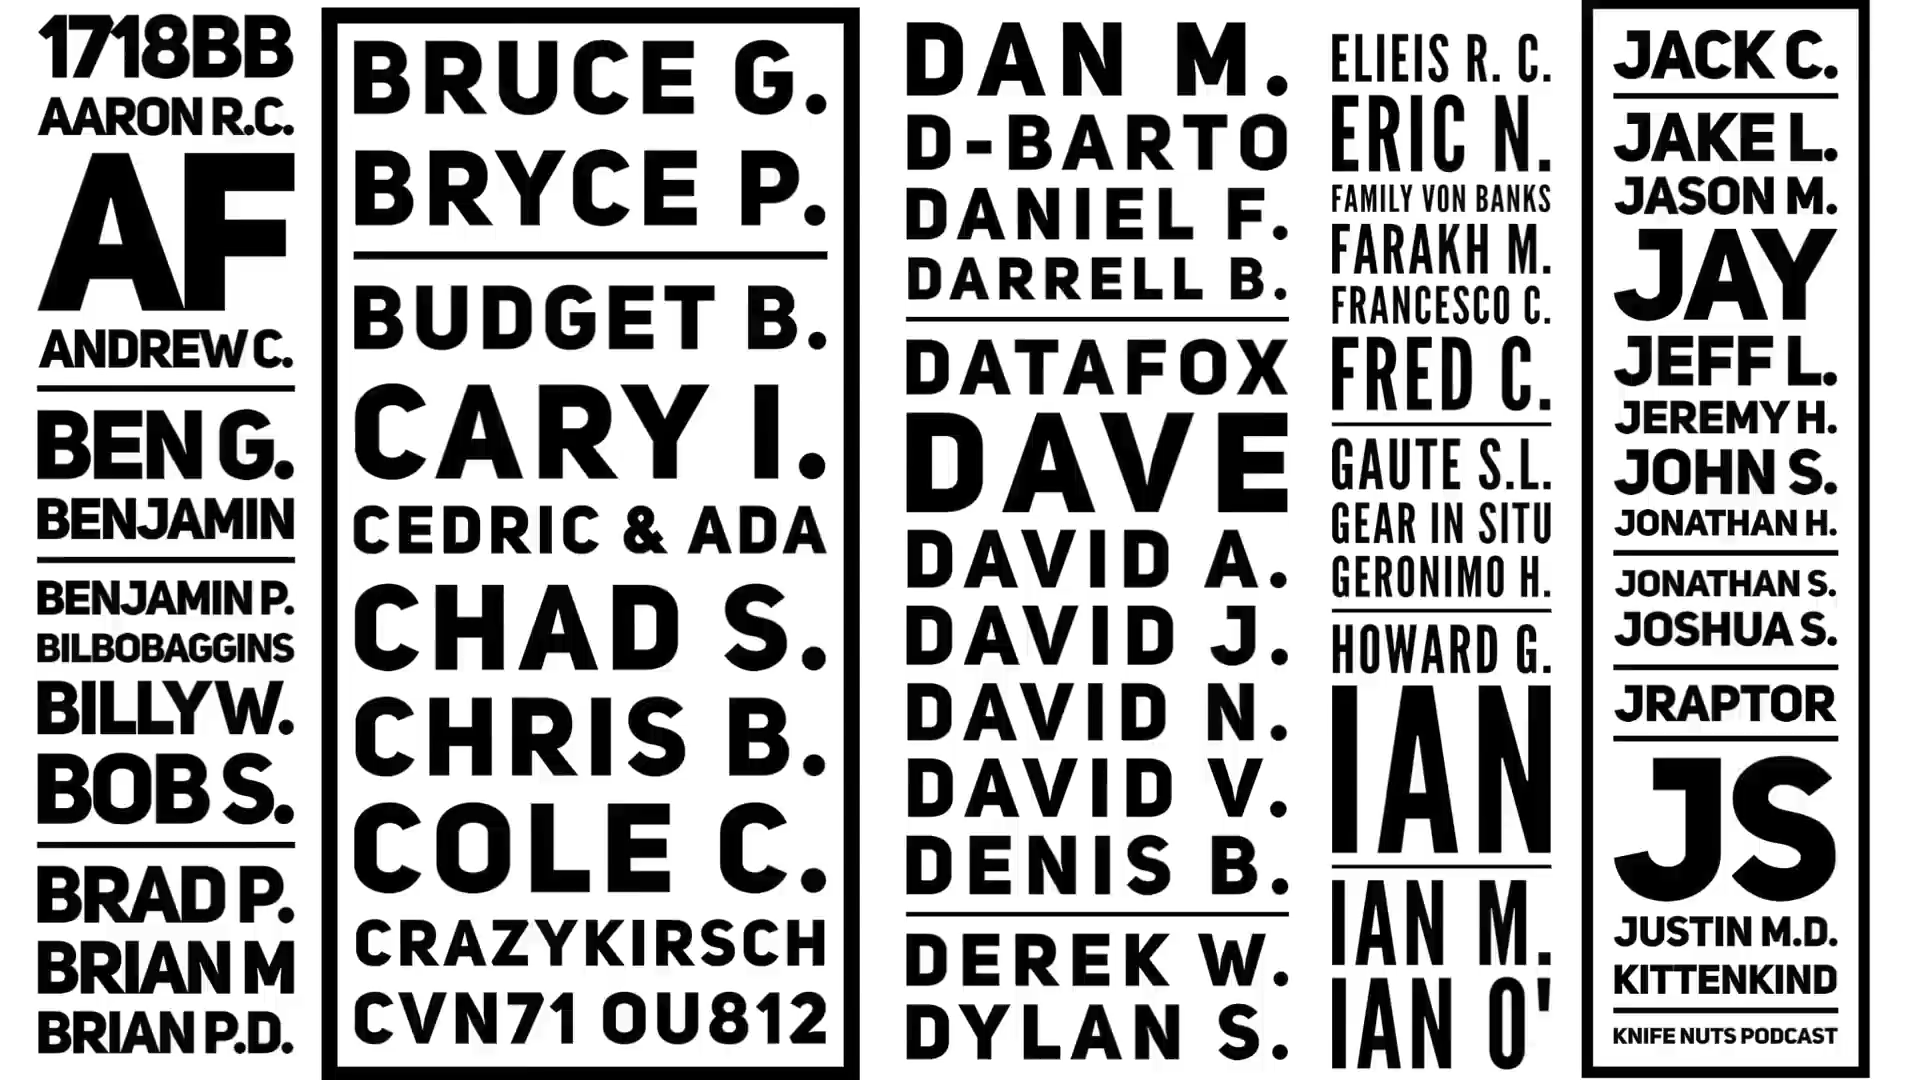 1718BB
AARON R.C.
AF
ANDREW C.
BEN G.
BENJAMIN
BENJAMIN P.
BILBOBAGGINS
BILLY W.
BOB S.
BRAD P.
BRIAN M
BRIAN P.D.
BRUCE G.
BRYCE P.
BUDGET B.
CARY I.
CEDRIC & ADA
CHAD S.
CHRIS B.
COLE C.
CRAZYKIRSCH
CVN71 OU812
DAN M.
D-BARTO
DANIEL F.
DARRELL B.
DATAFOX
DAVE
DAVID A.
DAVID J.
DAVID N.
DAVID V.
DENIS B.
DEREK W.
DYLAN S.
ELIEIS R. C.
ERIC N.
FAMILY VON BANKS
FARAKH M.
FRANCESCO C.
FRED C.
GAUTE S.L.
GEAR IN SITU
GERONIMO H.
HOWARD G.
IAN
IAN M.
IAN O'
JACK C.
JAKE L.
JASON M.
JAY
JEFF L.
JEREMY H.
JOHN S.
JONATHAN H.
JONATHAN S.
JOSHUA S.
JRAPTOR
JS
JUSTIN M.D.
KITTENKIND
KNIFE NUTS PODCAST